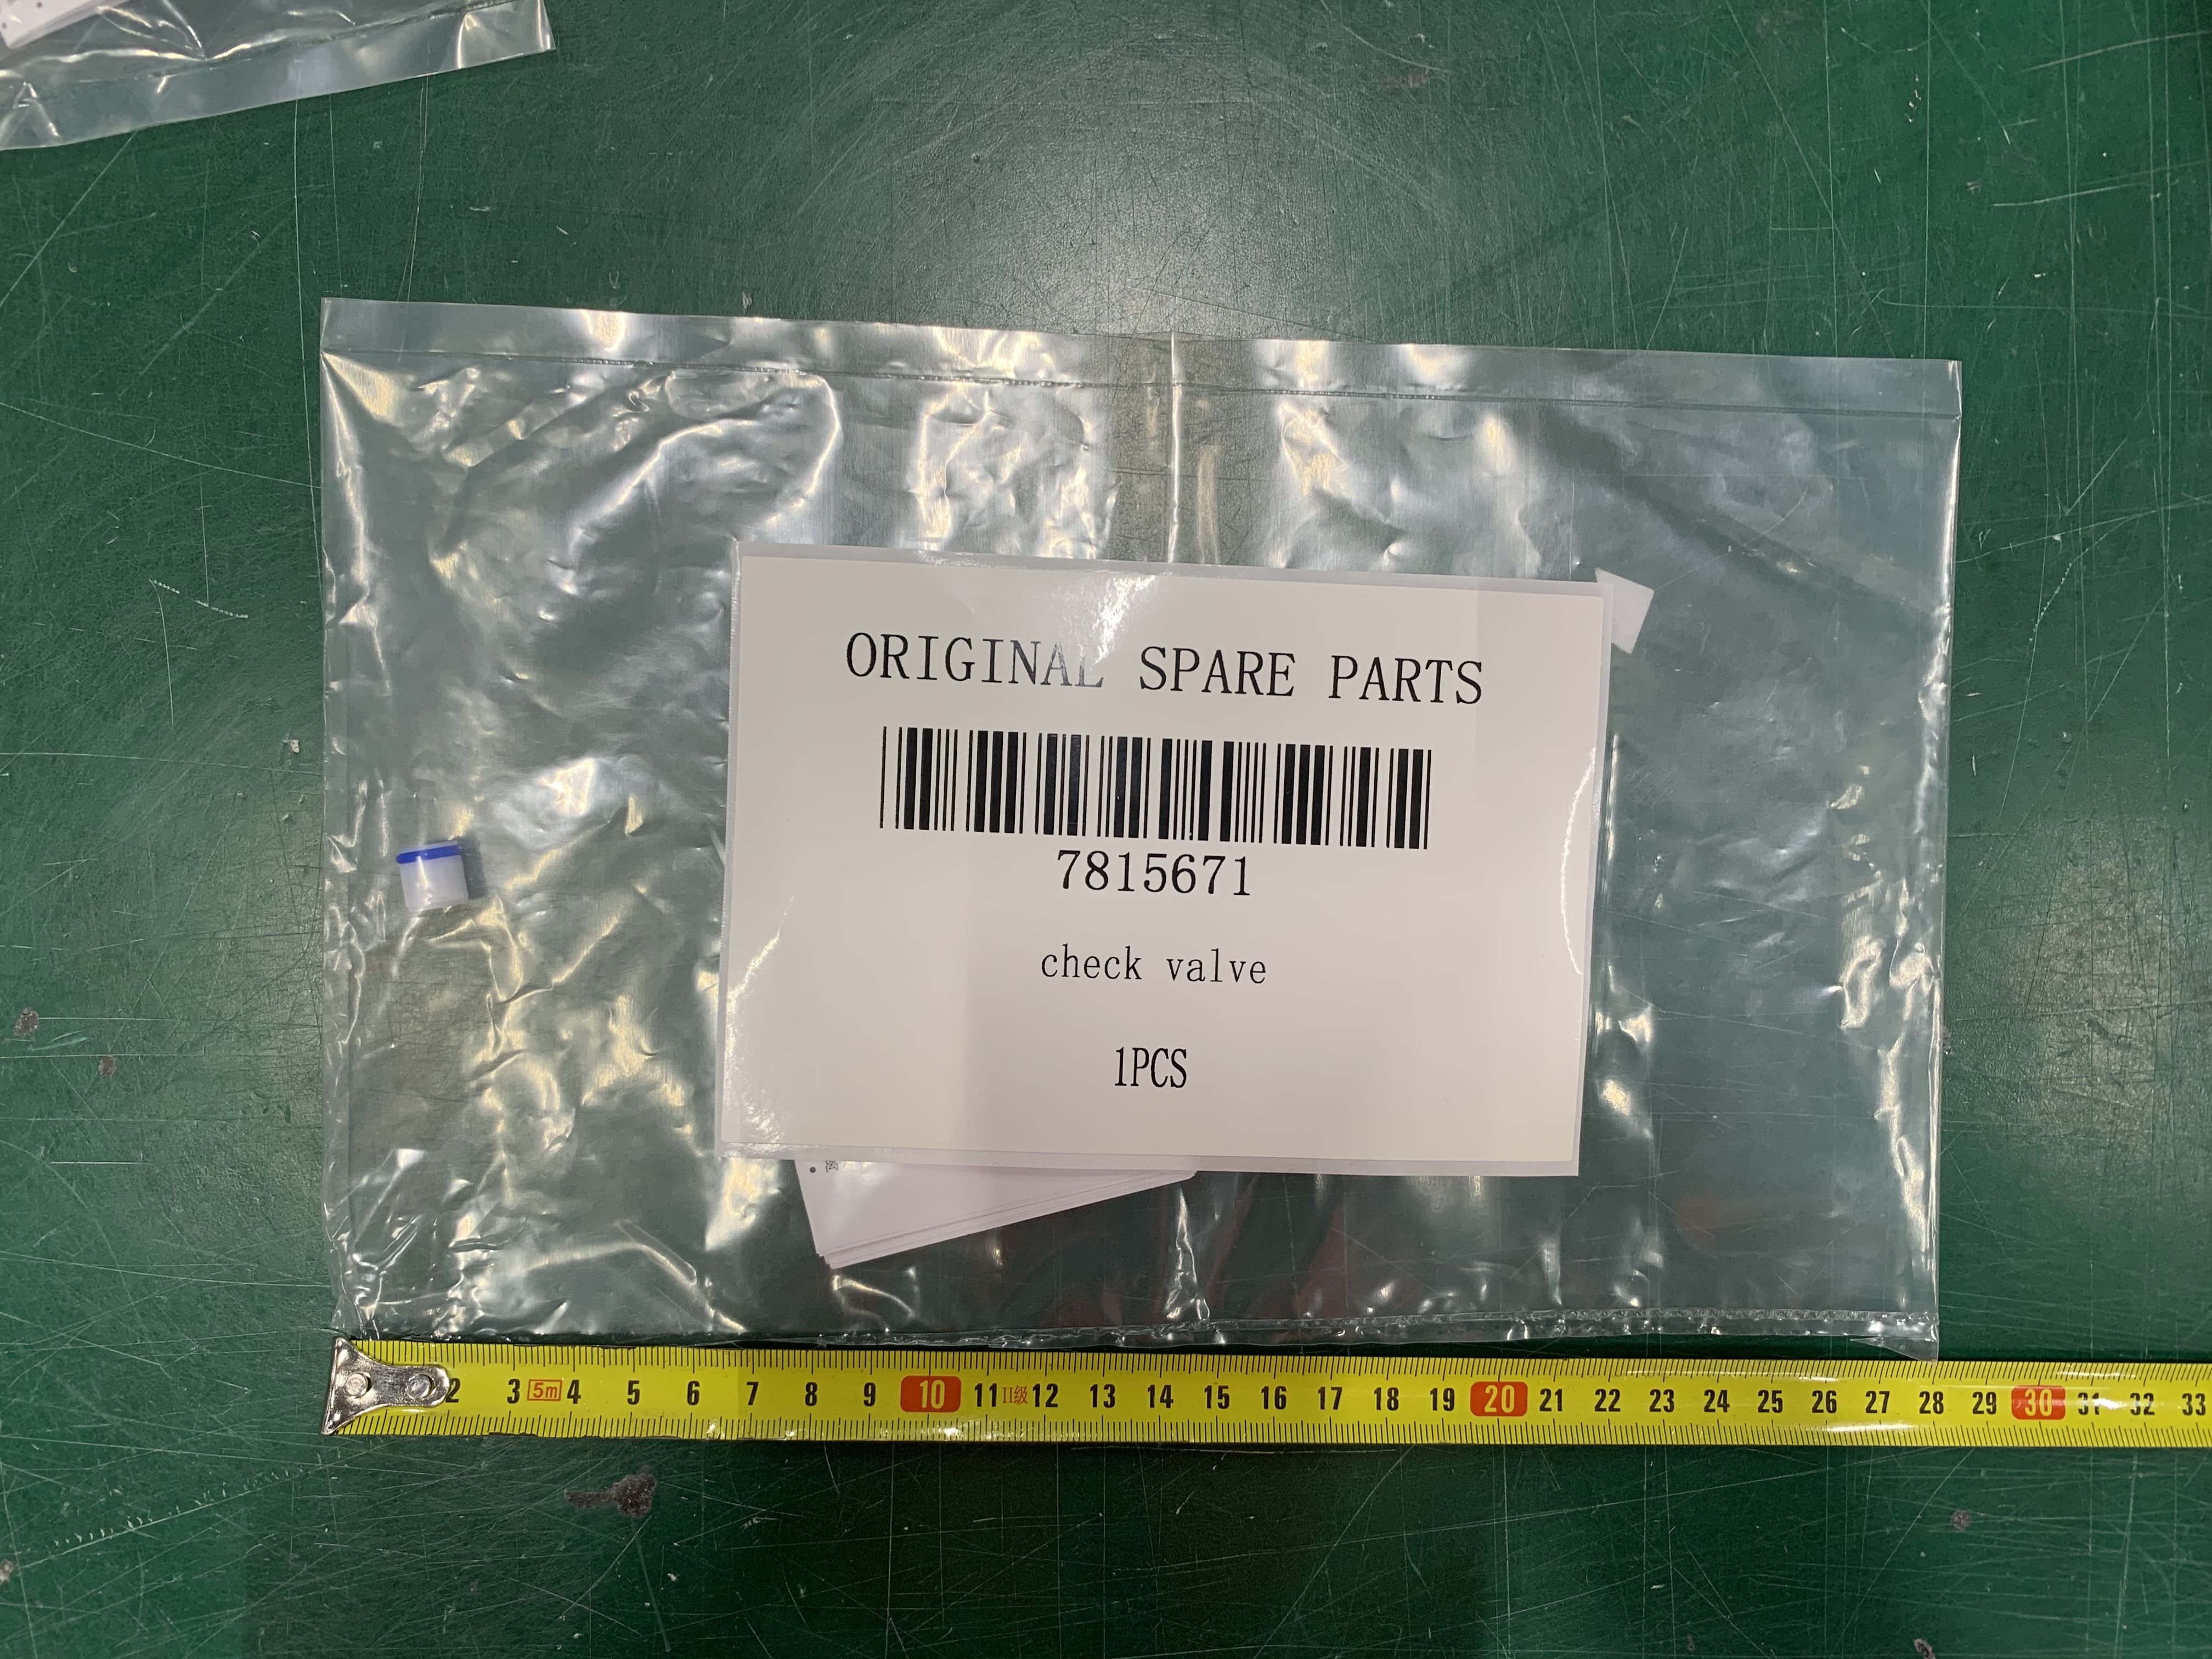 ORIGINAL SPARE PARTS
7815671
check valve
1PCS
2 3 5m 4 5 6 7 8 9 10 11 II级 12 13 14 15 16 17 18 19 20 21 22 23 24 25 26 27 28 29 30 31 32 33